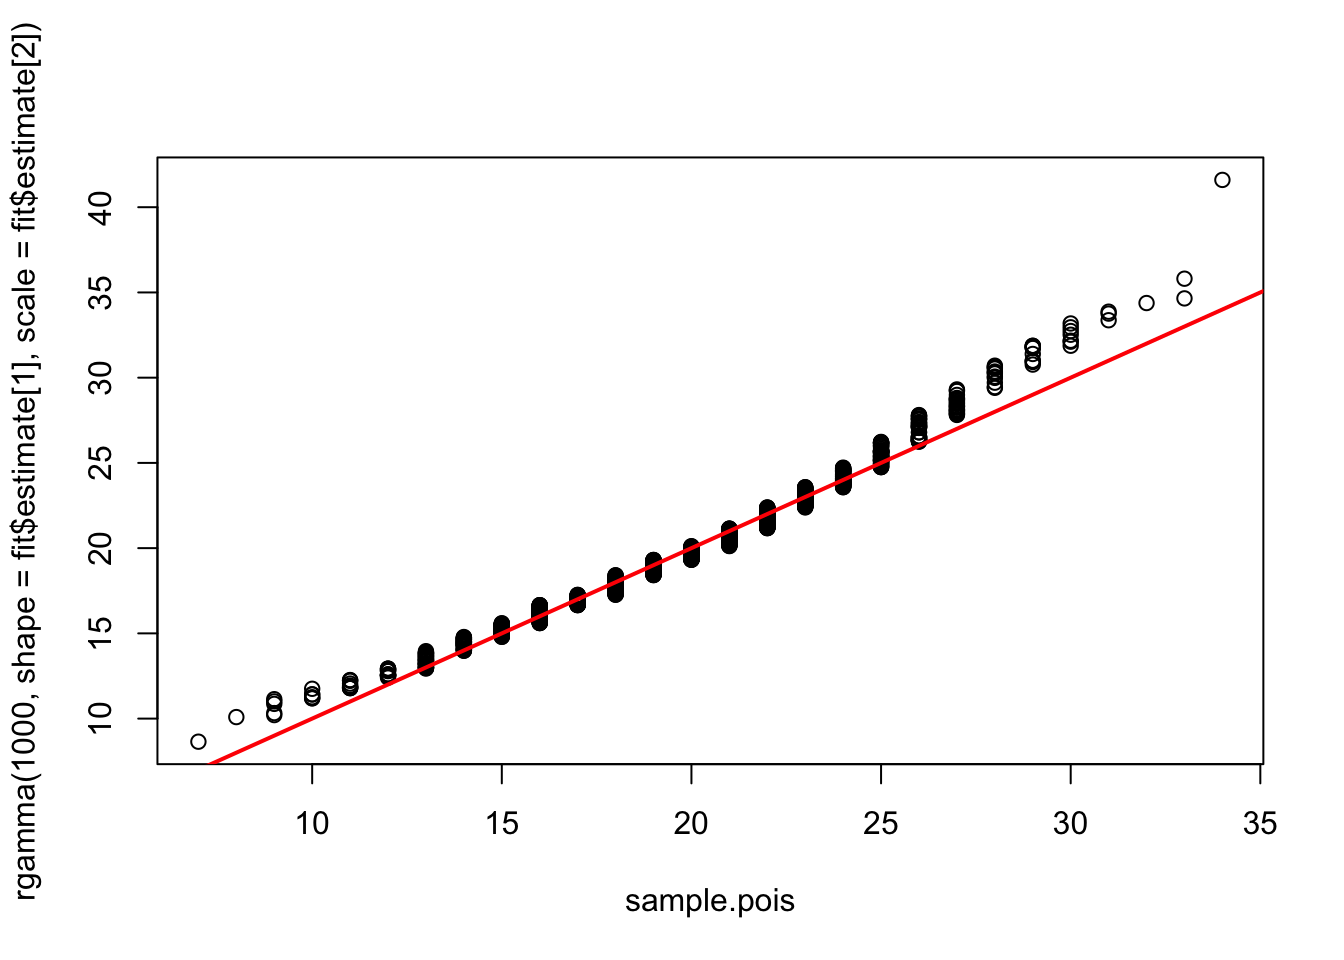 rgamma(1000, shape = fit$estimate[1], scale = fit$estimate[2])
40
35
30
25
20
15
10
10 15 20 25 30 35
sample.pois